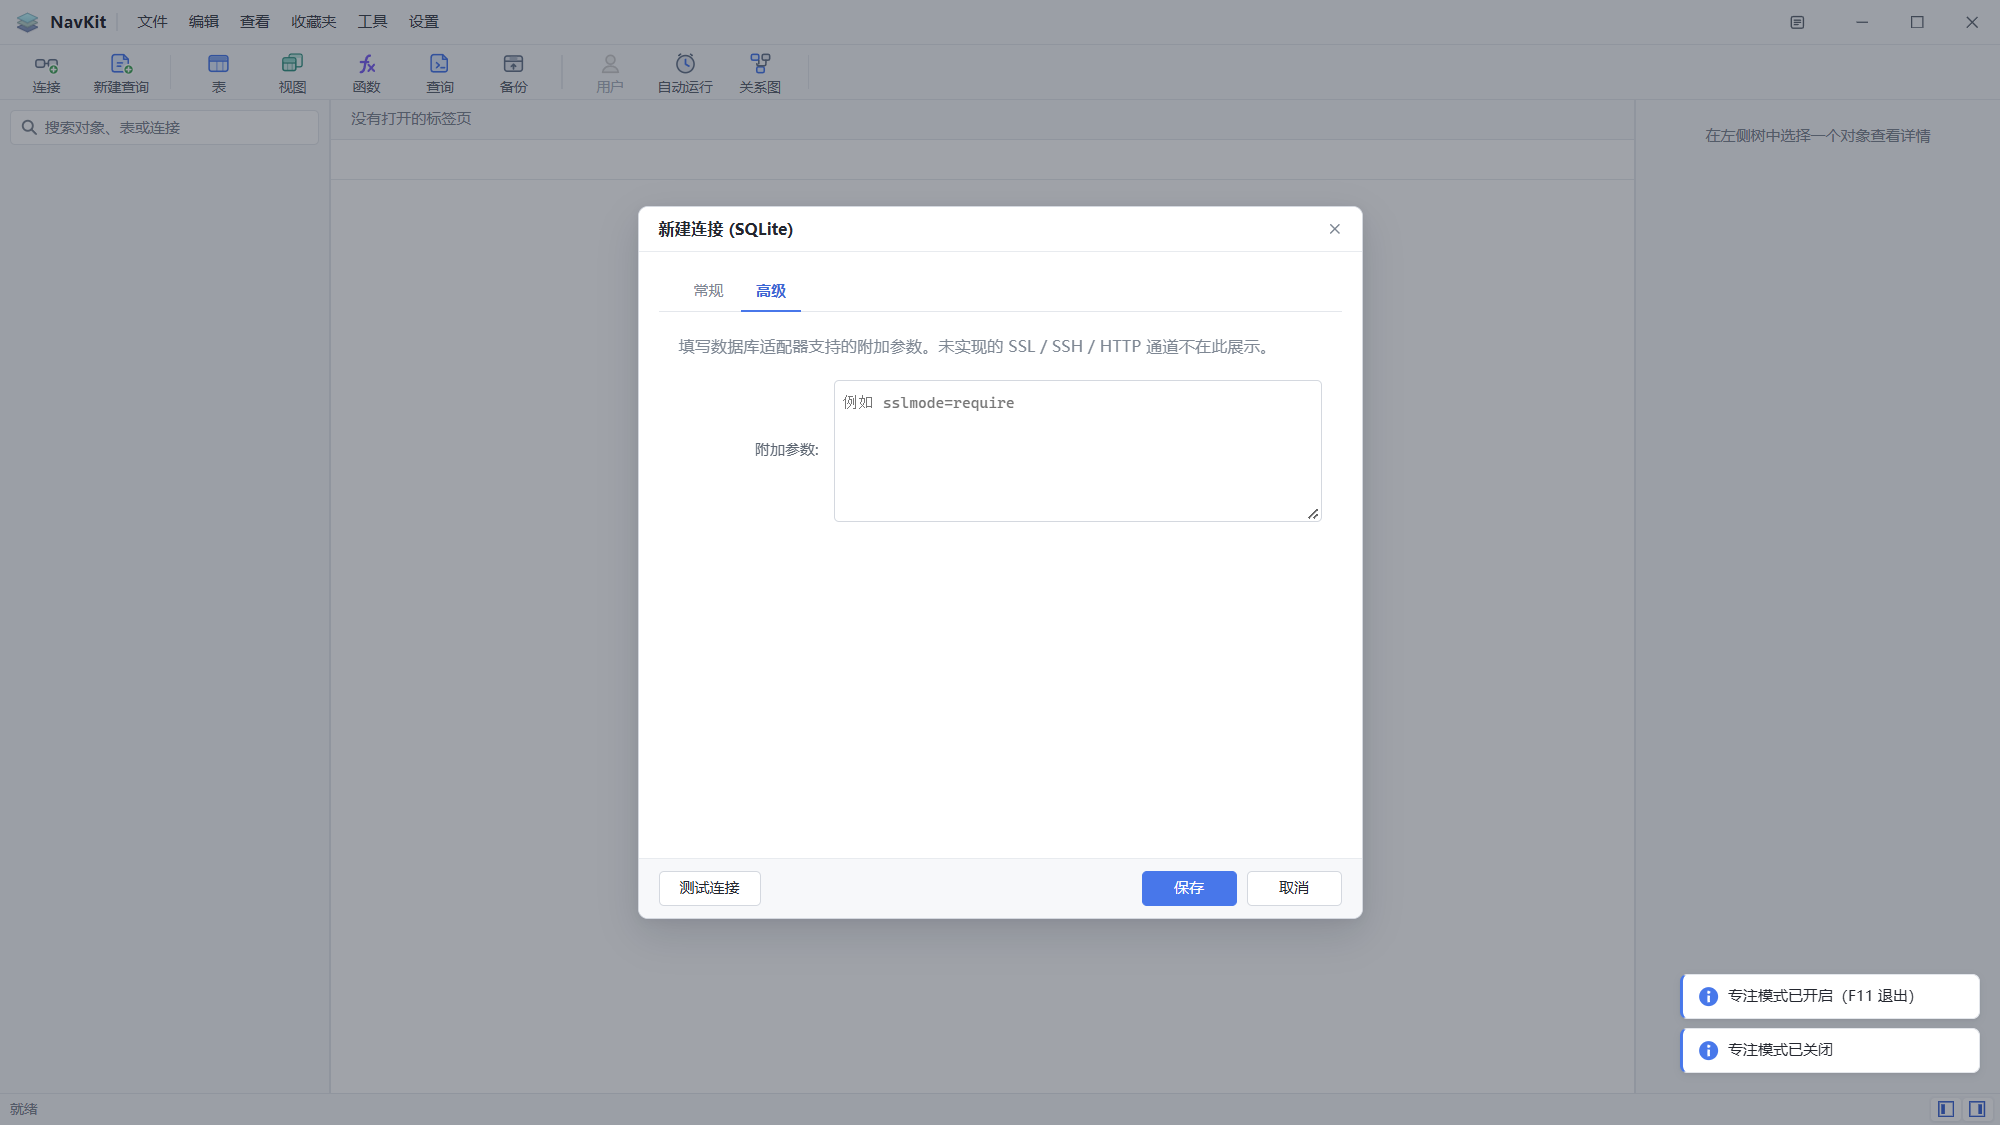 NavKit 文件 编辑 查看 收藏夹 工具 设置
连接 新建查询 表 视图 函数 查询 备份 用户 自动运行 关系图
搜索对象、表或连接
没有打开的标签页
在左侧树中选择一个对象查看详情
新建连接 (SQLite)
常规 高级
填写数据库适配器支持的附加参数。未实现的 SSL / SSH / HTTP 通道不在此展示。
附加参数:
例如 sslmode=require
测试连接 保存 取消
专注模式已开启（F11 退出）
专注模式已关闭
就绪